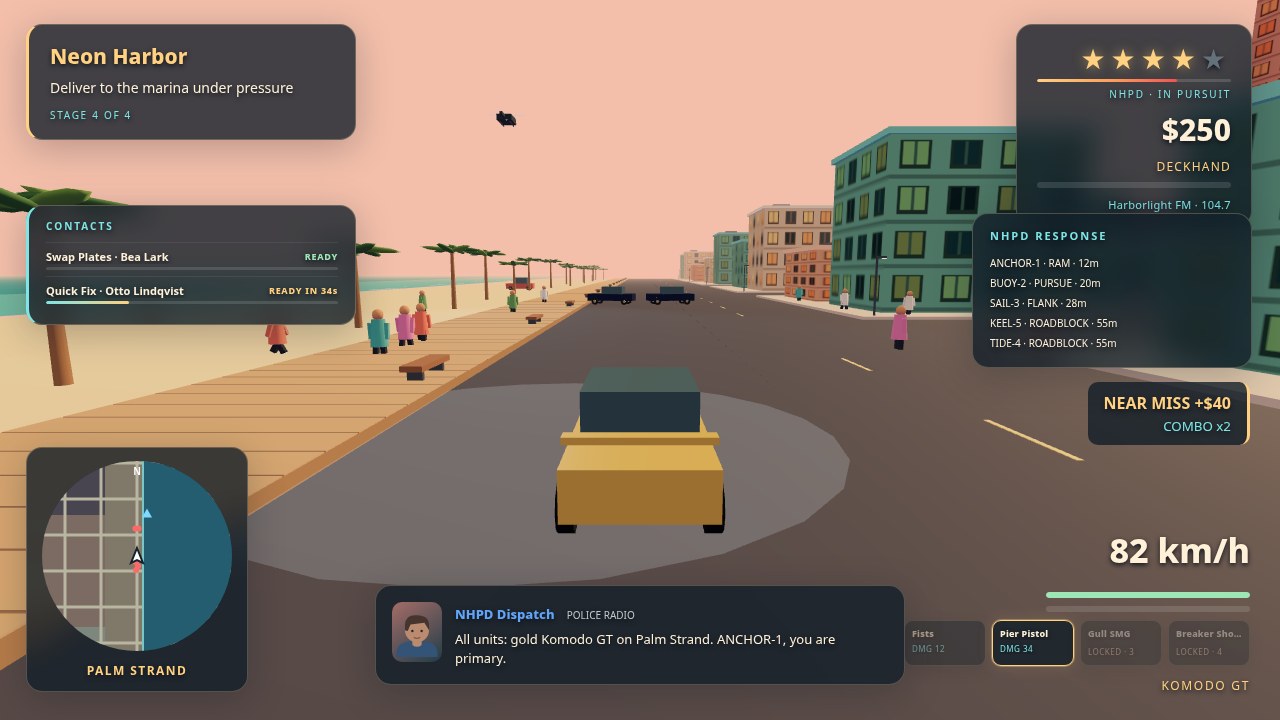 Neon Harbor
Deliver to the marina under pressure
STAGE 4 OF 4
CONTACTS
Swap Plates · Bea Lark READY
Quick Fix · Otto Lindqvist READY IN 34s
NHPD · IN PURSUIT
$250
DECKHAND
Harborlight FM · 104.7
NHPD RESPONSE
ANCHOR-1 · RAM · 12m
BUOY-2 · PURSUE · 20m
SAIL-3 · FLANK · 28m
KEEL-5 · ROADBLOCK · 55m
TIDE-4 · ROADBLOCK · 55m
NEAR MISS +$40
COMBO x2
N
PALM STRAND
NHPD Dispatch POLICE RADIO
All units: gold Komodo GT on Palm Strand. ANCHOR-1, you are
primary.
82 km/h
Fists
DMG 12
Pier Pistol
DMG 34
Gull SMG
LOCKED · 3
Breaker Sho...
LOCKED · 4
KOMODO GT